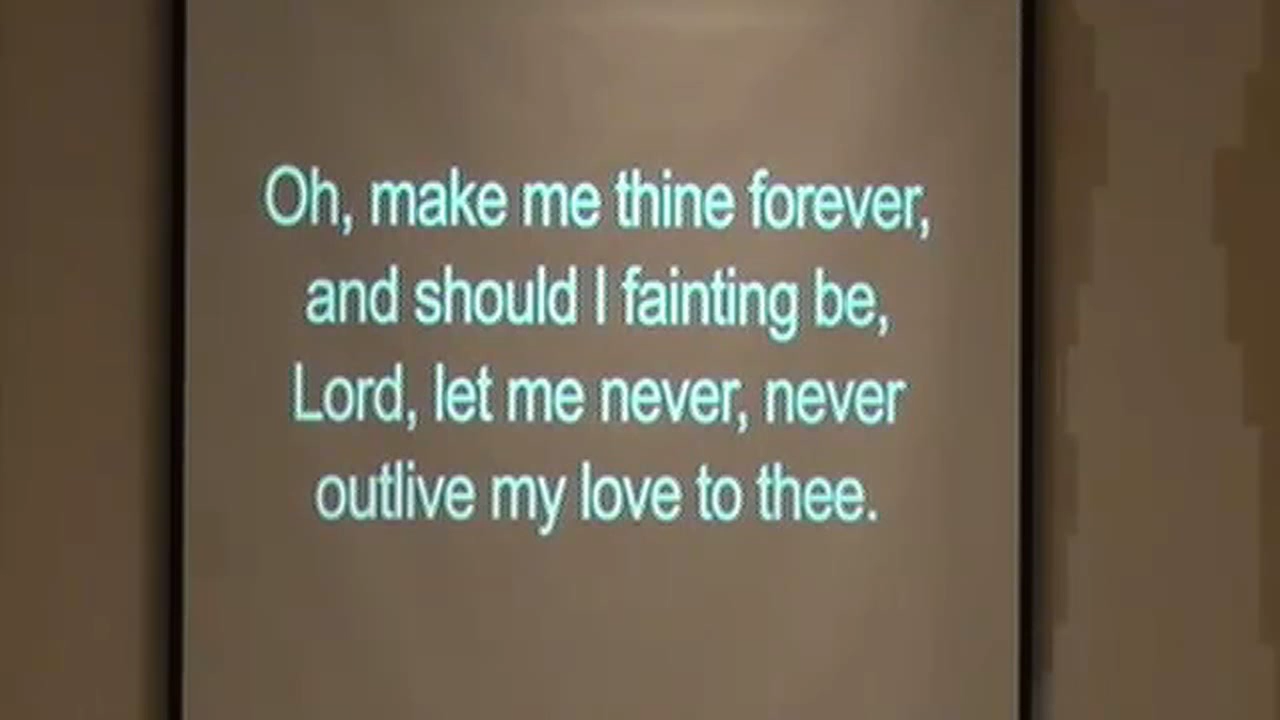 Oh, make me thine forever,
and should I fainting be,
Lord, let me never, never
outlive my love to thee.